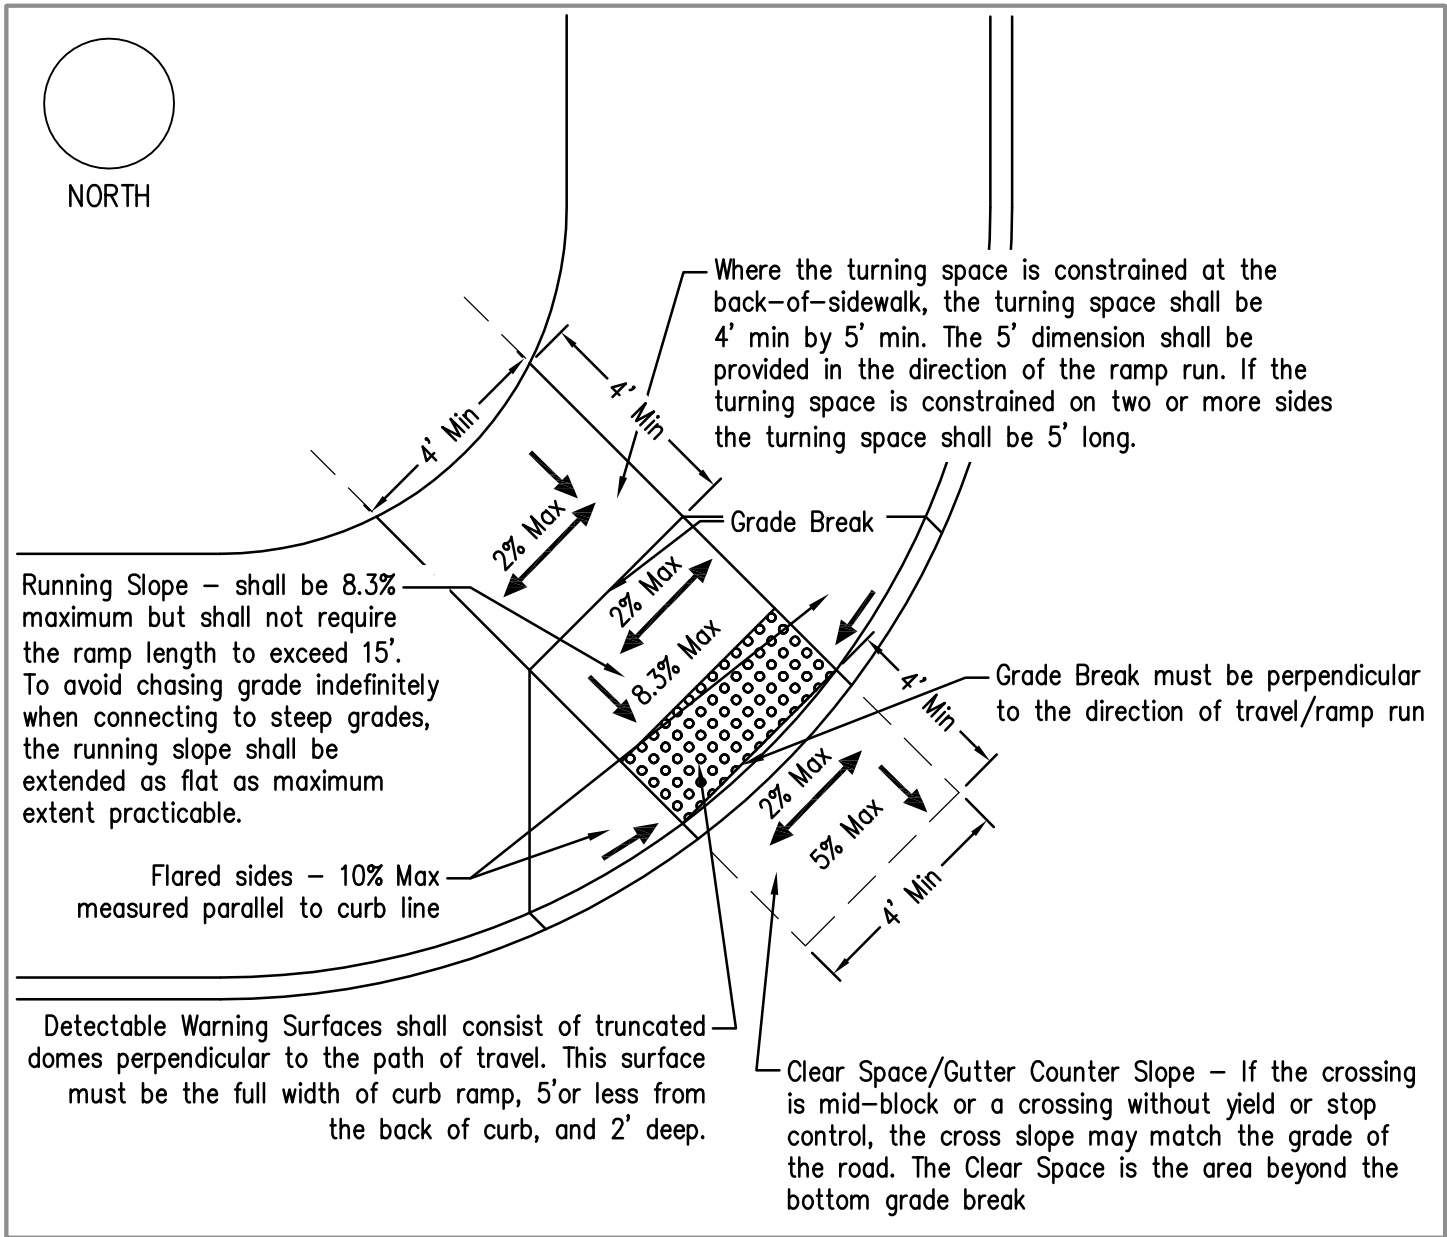 NORTH
Where the turning space is constrained at the
back-of-sidewalk, the turning space shall be
4' min by 5' min. The 5' dimension shall be
provided in the direction of the ramp run. If the
turning space is constrained on two or more sides
the turning space shall be 5' long.
4' Min
4' Min
2% Max
Grade Break
Running Slope - shall be 8.3%
maximum but shall not require
the ramp length to exceed 15'.
To avoid chasing grade indefinitely
when connecting to steep grades,
the running slope shall be
extended as flat as maximum
extent practicable.
2% Max
8.3% Max
Grade Break must be perpendicular
to the direction of travel/ramp run
4' Min
2% Max
5% Max
4' Min
Flared sides - 10% Max
measured parallel to curb line
Detectable Warning Surfaces shall consist of truncated
domes perpendicular to the path of travel. This surface
must be the full width of curb ramp, 5'or less from
the back of curb, and 2' deep.
Clear Space/Gutter Counter Slope - If the crossing
is mid-block or a crossing without yield or stop
control, the cross slope may match the grade of
the road. The Clear Space is the area beyond the
bottom grade break